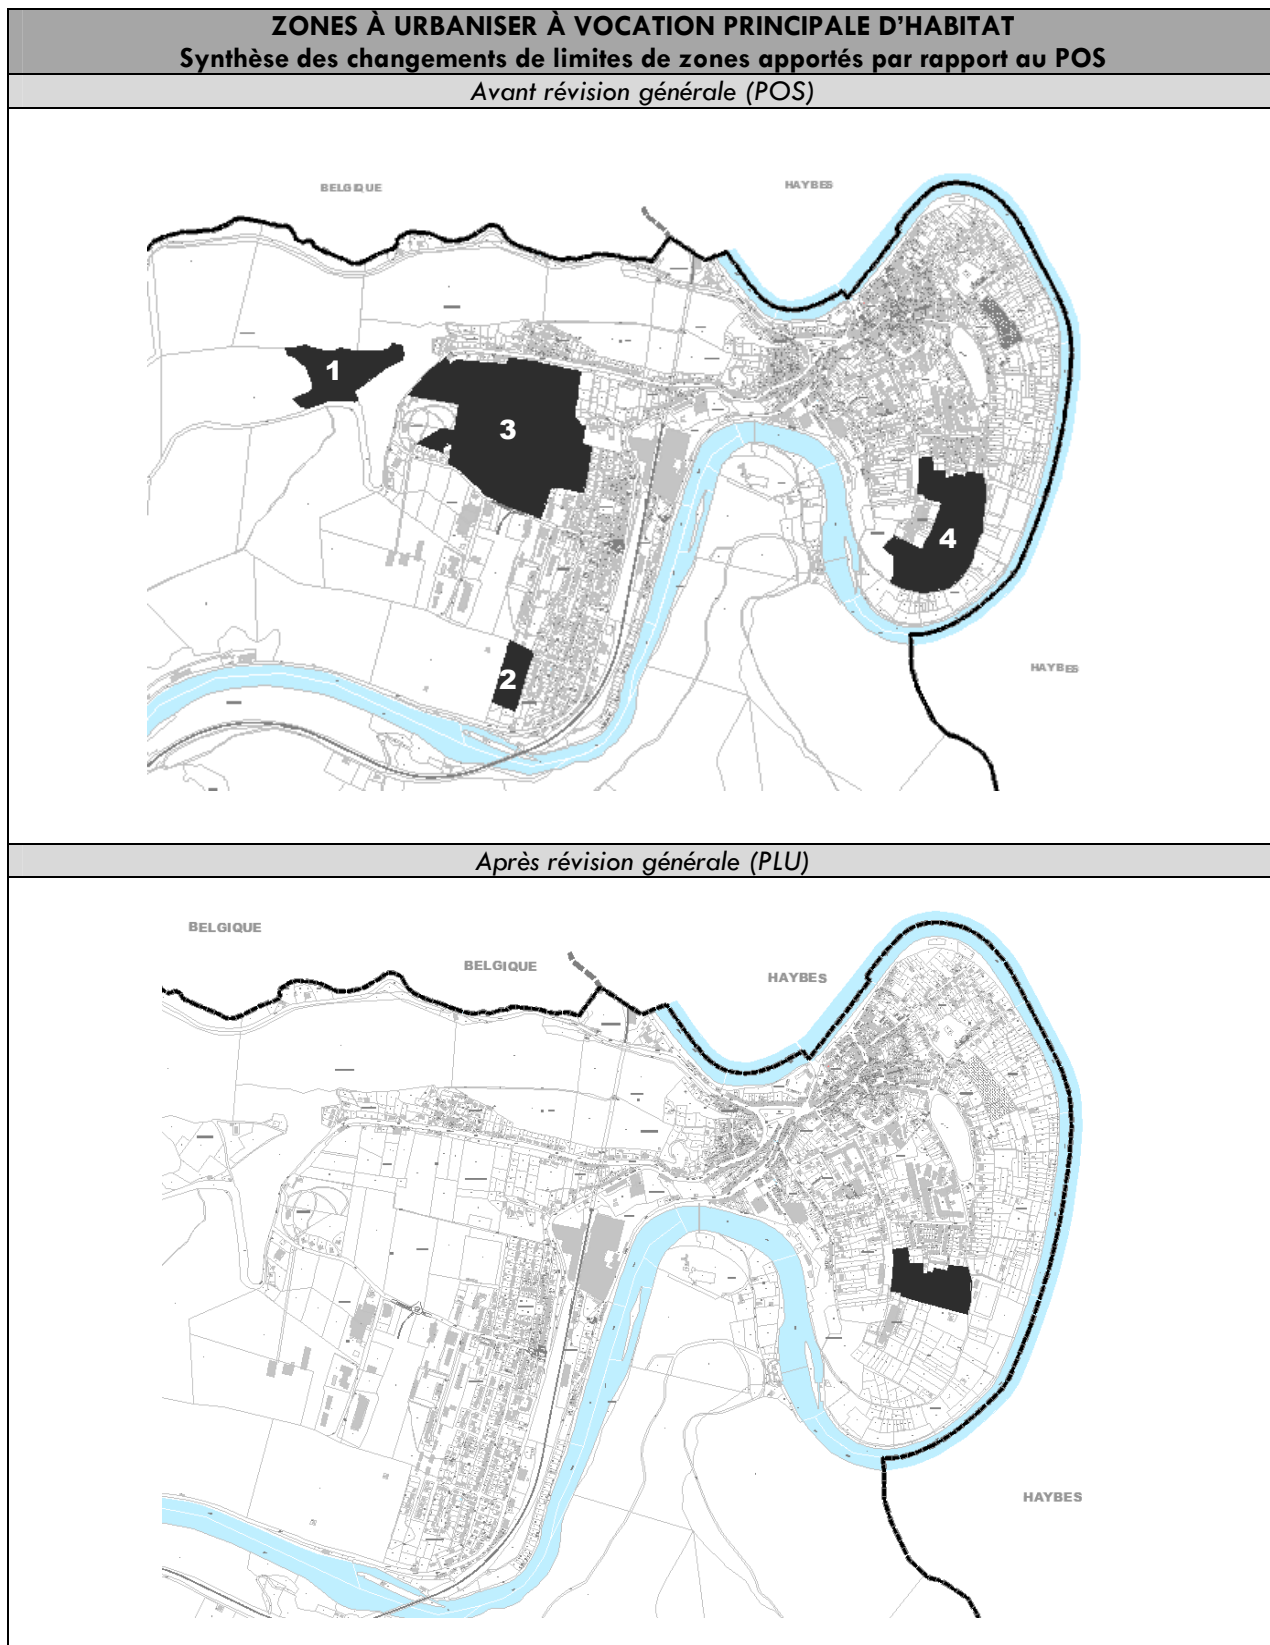 ZONES À URBANISER À VOCATION PRINCIPALE D'HABITAT
Synthèse des changements de limites de zones apportés par rapport au POS
Avant révision générale (POS)
BELGIQUE
HAYBES
1
3
4
2
HAYBES
Après révision générale (PLU)
BELGIQUE
BELGIQUE
HAYBES
HAYBES